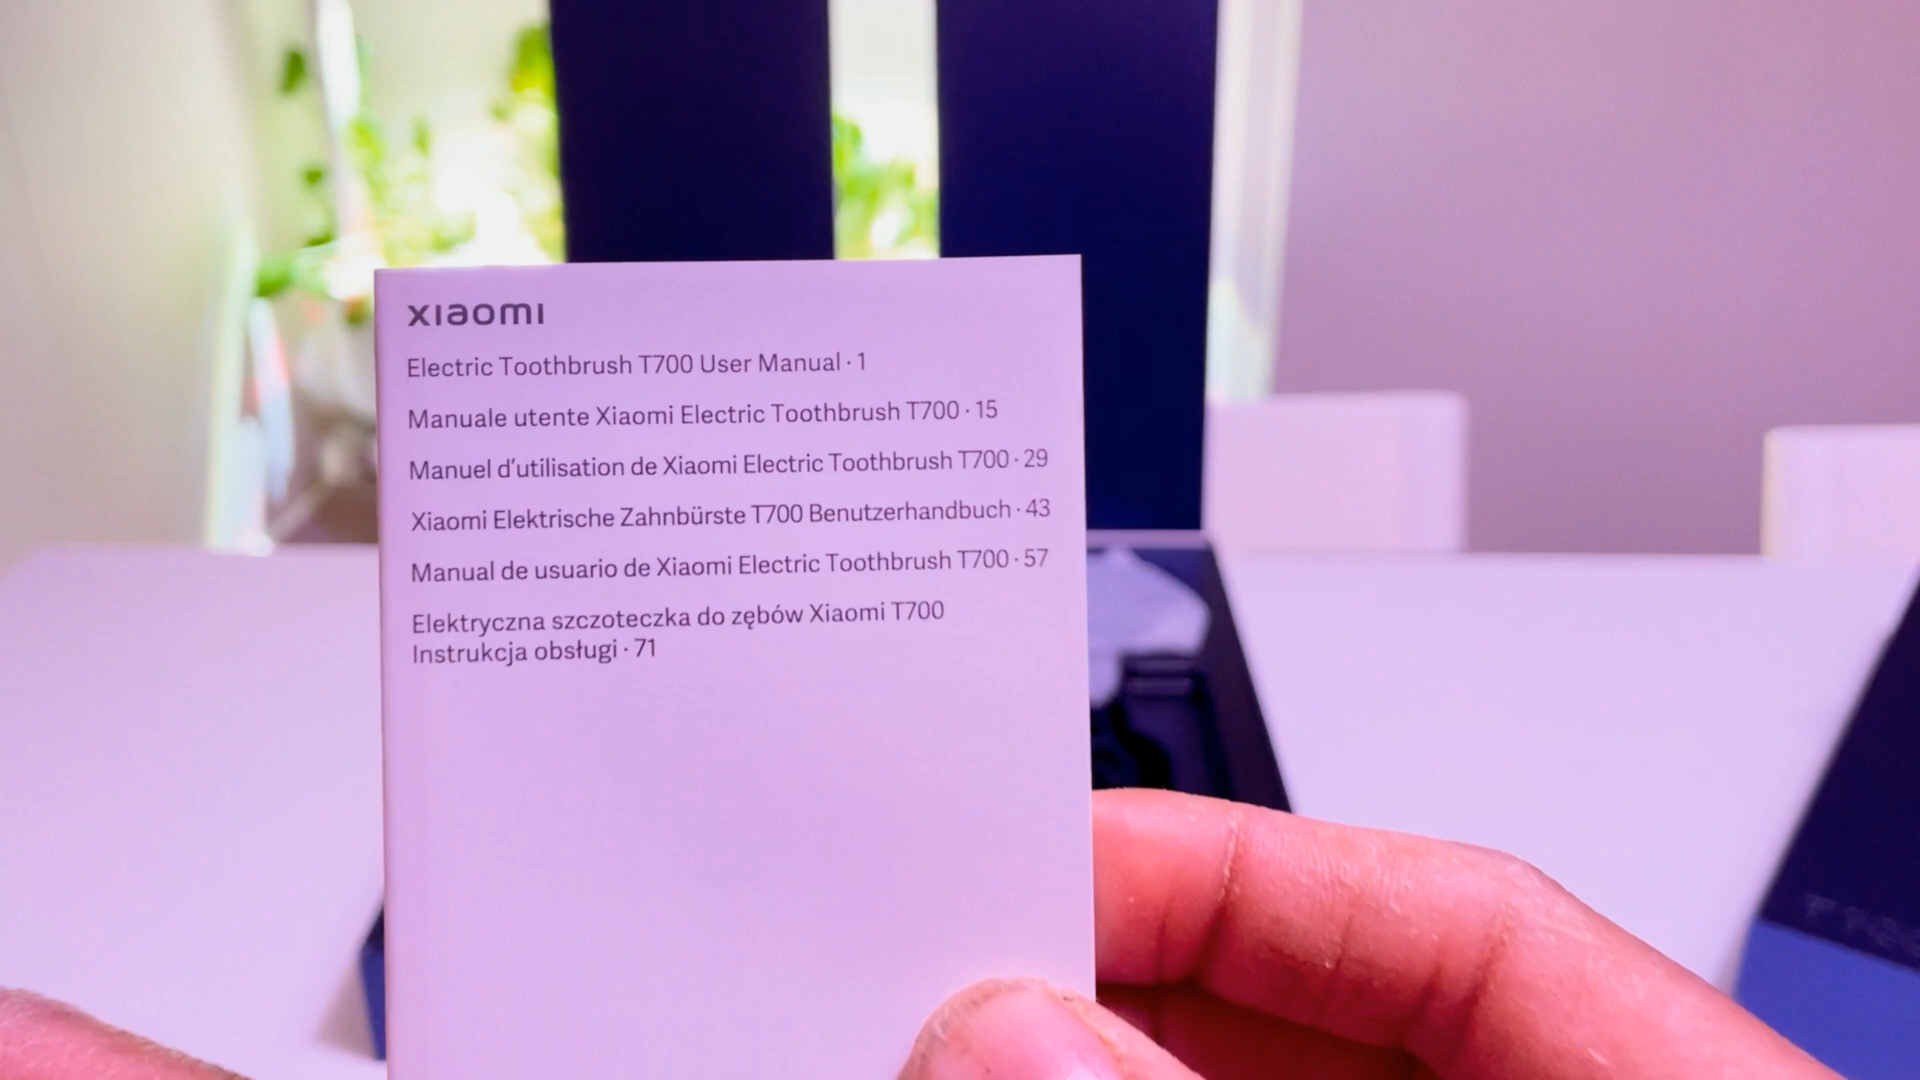 xiaomi
Electric Toothbrush T700 User Manual · 1
Manuale utente Xiaomi Electric Toothbrush T700 · 15
Manuel d’utilisation de Xiaomi Electric Toothbrush T700 · 29
Xiaomi Elektrische Zahnbürste T700 Benutzerhandbuch · 43
Manual de usuario de Xiaomi Electric Toothbrush T700 · 57
Elektryczna szczoteczka do zębów Xiaomi T700
Instrukcja obsługi · 71